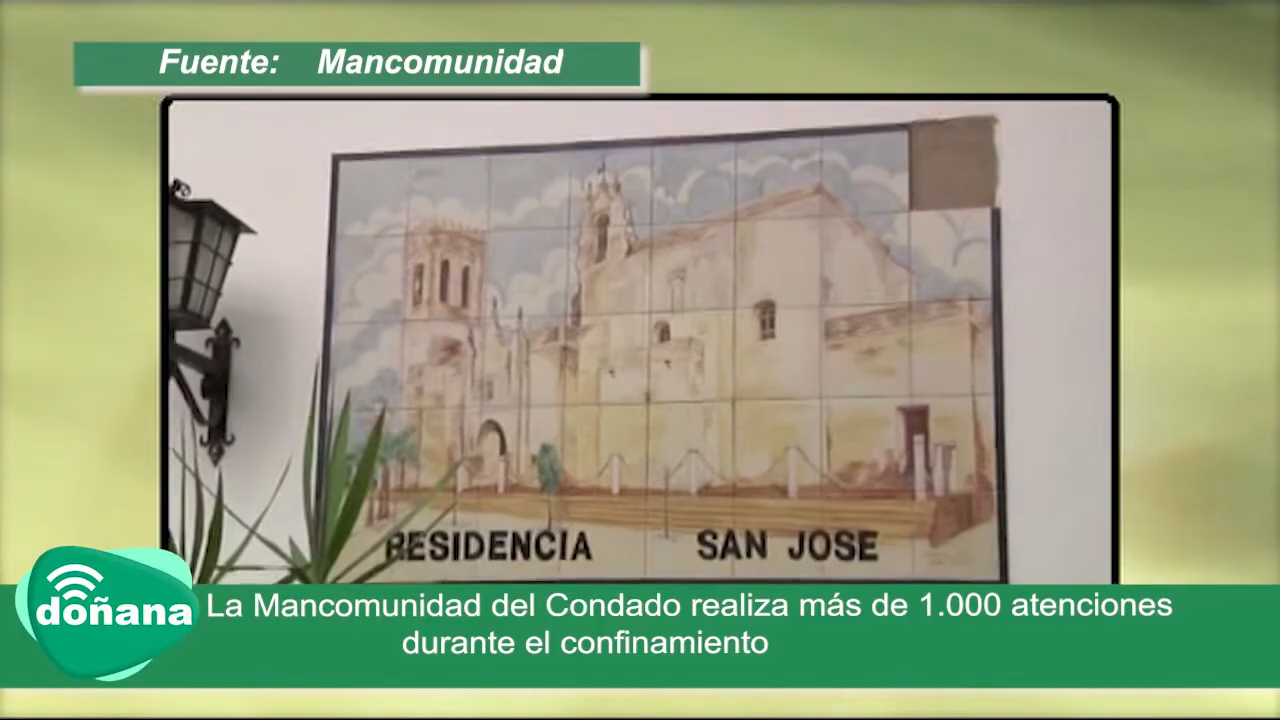 Fuente: Mancomunidad
RESIDENCIA SAN JOSE
doñana
La Mancomunidad del Condado realiza más de 1.000 atenciones
durante el confinamiento